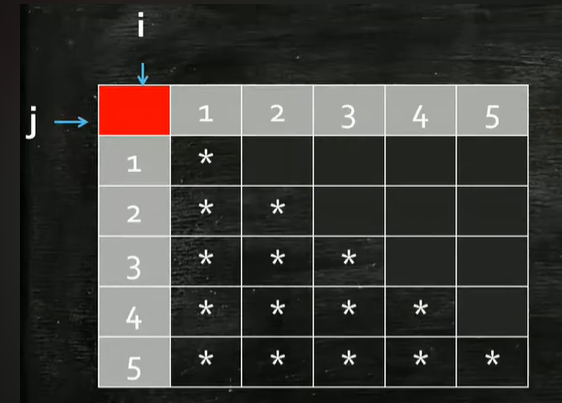 i
j 1 2 3 4 5
1 *
2 * *
3 * * *
4 * * * *
5 * * * * *